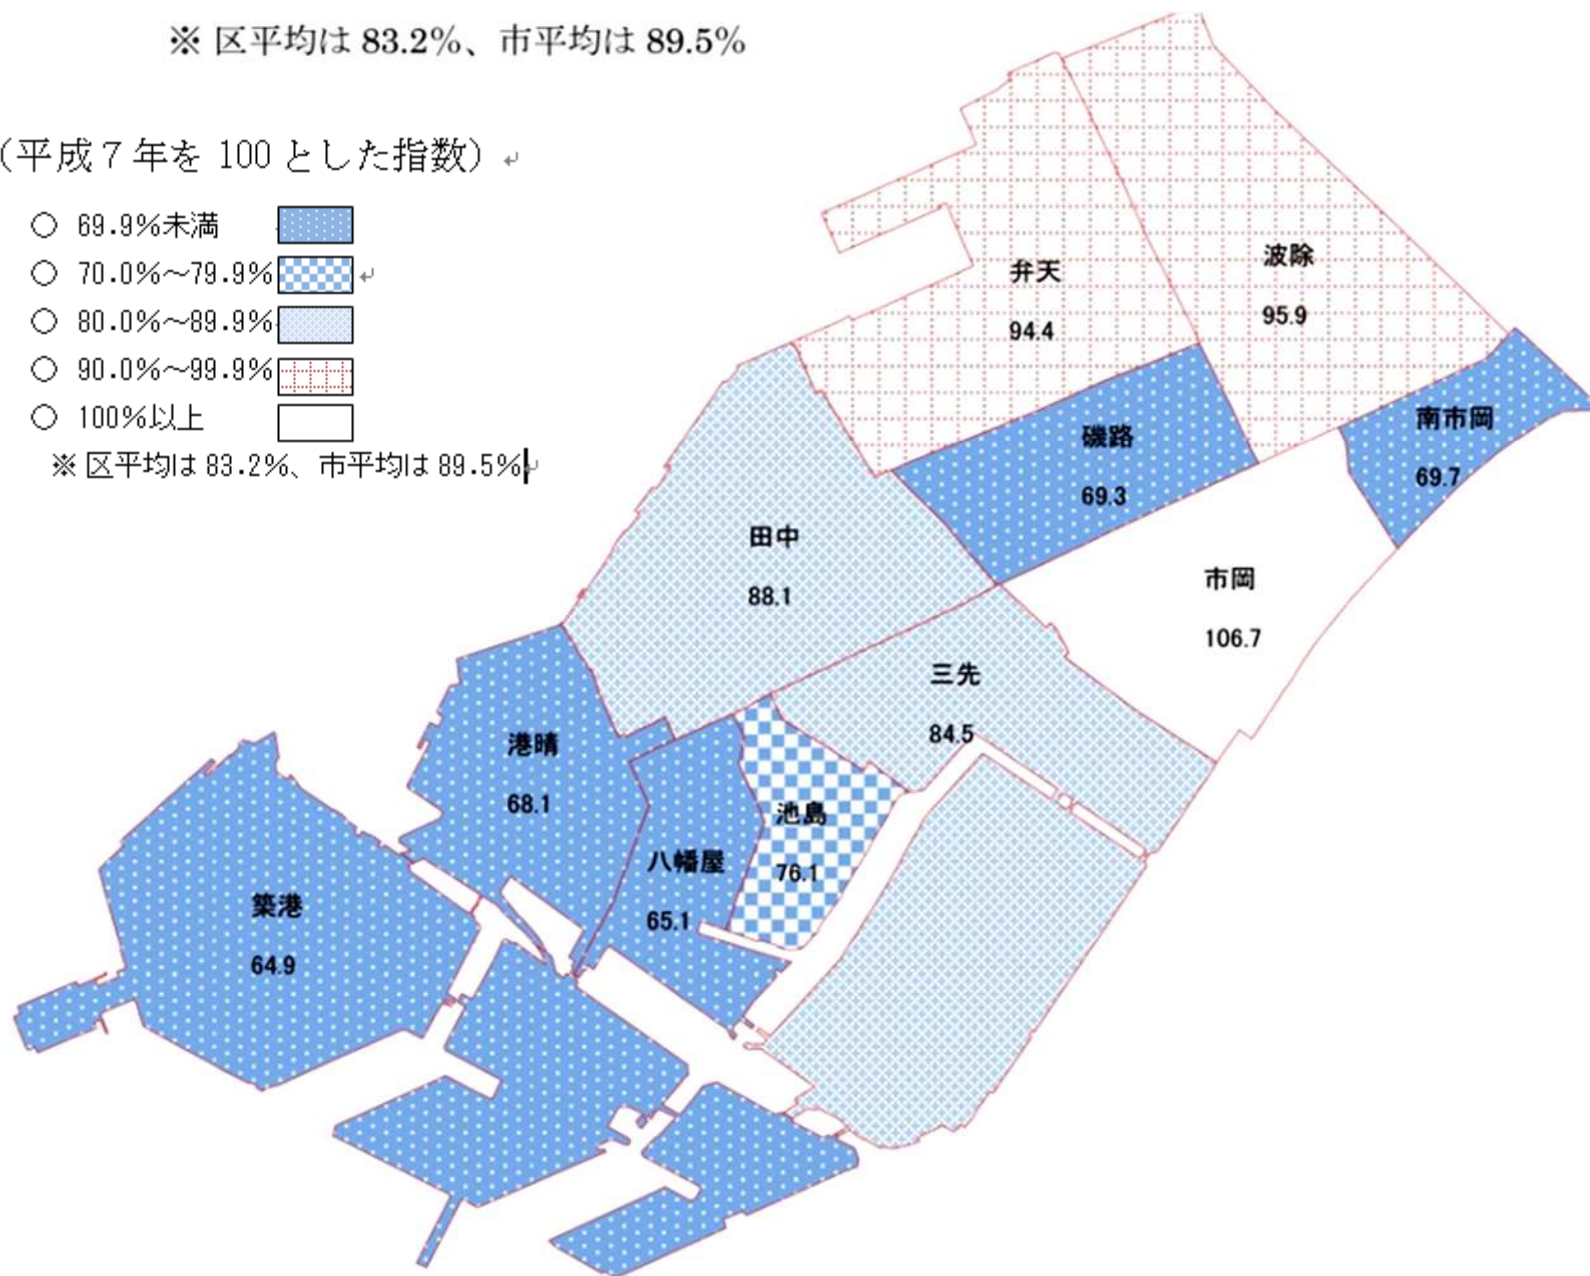 ※ 区平均は 83.2%、市平均は 89.5%
(平成７年を 100 とした指数)
○ 69.9%未満
○ 70.0%～79.9%
○ 80.0%～89.9%
○ 90.0%～99.9%
○ 100%以上
※ 区平均は 83.2%、市平均は 89.5%
波除
95.9
弁天
94.4
南市岡
69.7
磯路
69.3
田中
88.1
市岡
106.7
三先
84.5
港晴
68.1
池島
76.1
八幡屋
65.1
築港
64.9